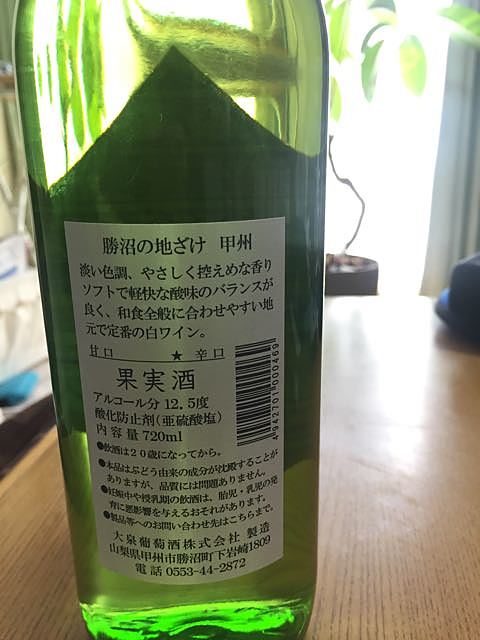 勝沼の地ざけ 甲州
淡い色調、やさしく控えめな香り
ソフトで軽快な酸味のバランスが
良く、和食全般に合わせやすい地
元で定番の白ワイン。
甘口 ★ 辛口
果実酒
アルコール分 12.5度
酸化防止剤(亜硫酸塩)
内容量 720ml
4942701000469
●飲酒は20歳になってから。
●本品はぶどう由来の成分が沈殿することが
ありますが、品質には問題ありません。
●妊娠中や授乳期の飲酒は、胎児・乳児の発
育に悪影響を与えるおそれがあります。
●製品等へのお問い合わせ先はこちらまで。
大泉葡萄酒株式会社 製造
山梨県甲州市勝沼町下岩崎1809
電話 0553-44-2872